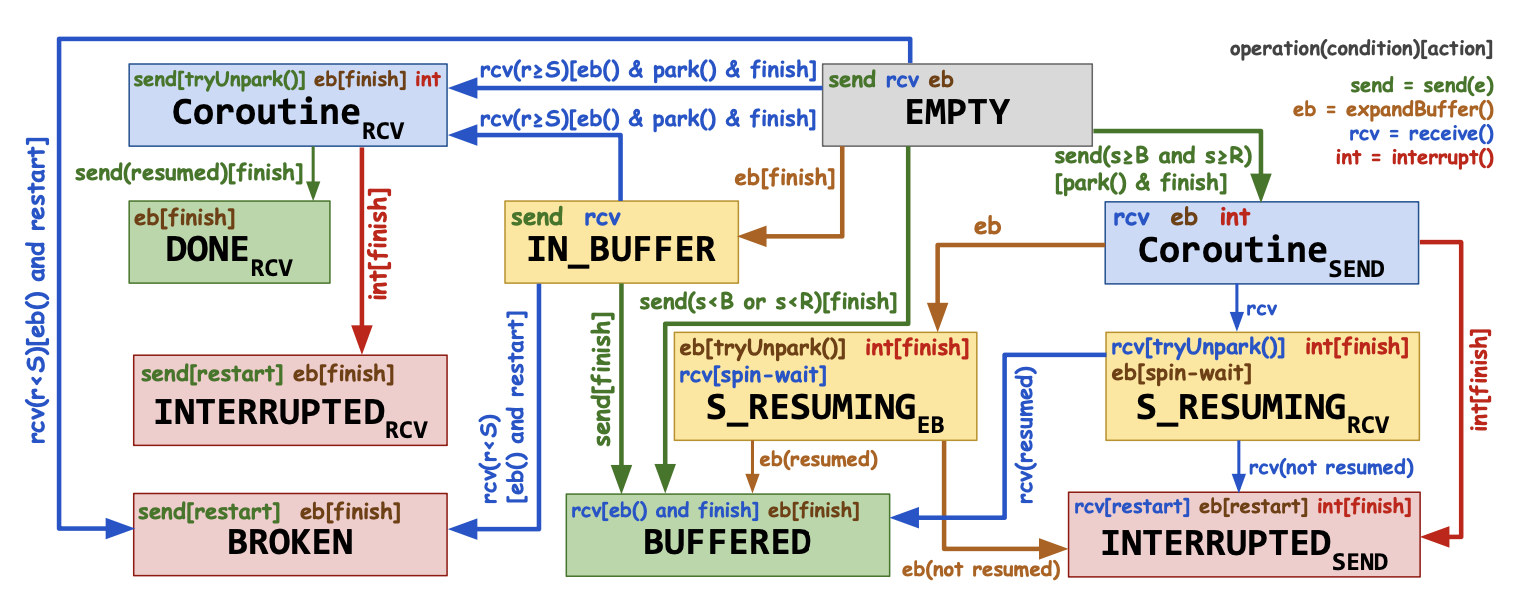 operation(condition)[action]
send = send(e)
eb = expandBuffer()
rcv = receive()
int = interrupt()
send[tryUnpark()] eb[finish] int
Coroutine RCV
rcv(r≥S)[eb() & park() & finish]
rcv(r≥S)[eb() & park() & finish]
send rcv eb
EMPTY
send(s≥B and s≥R)
[park() & finish]
send(resumed)[finish]
eb[finish]
eb[finish]
DONE RCV
int[finish]
send rcv
IN_BUFFER
eb
rcv eb int
Coroutine SEND
rcv(r<S)[eb() and restart]
send(s<B or s<R)[finish]
rcv
int[finish]
send[restart] eb[finish]
INTERRUPTED RCV
rcv(r<S)
[eb() and restart]
send[finish]
eb[tryUnpark()] int[finish]
rcv[spin-wait]
S_RESUMING EB
rcv(resumed)
rcv[tryUnpark()] int[finish]
eb[spin-wait]
S_RESUMING RCV
eb(resumed)
rcv(not resumed)
send[restart] eb[finish]
BROKEN
rcv[eb() and finish] eb[finish]
BUFFERED
eb(not resumed)
rcv[restart] eb[restart] int[finish]
INTERRUPTED SEND